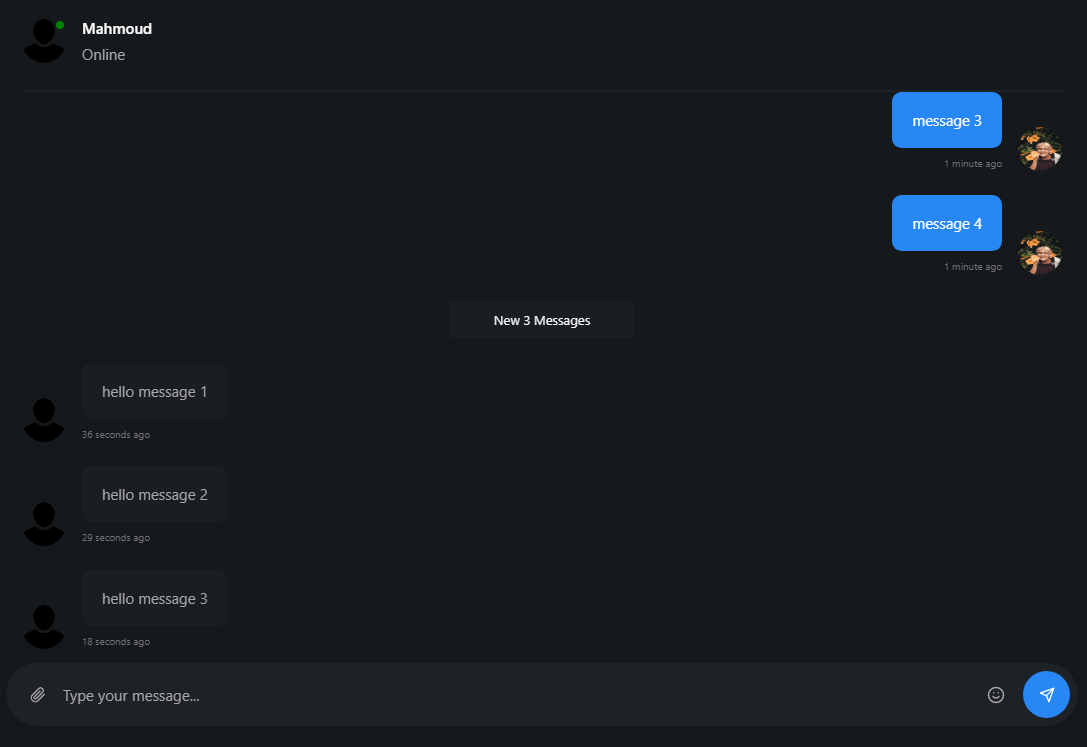 Mahmoud
Online
message 3
1 minute ago
message 4
1 minute ago
New 3 Messages
hello message 1
36 seconds ago
hello message 2
29 seconds ago
hello message 3
18 seconds ago
Type your message...